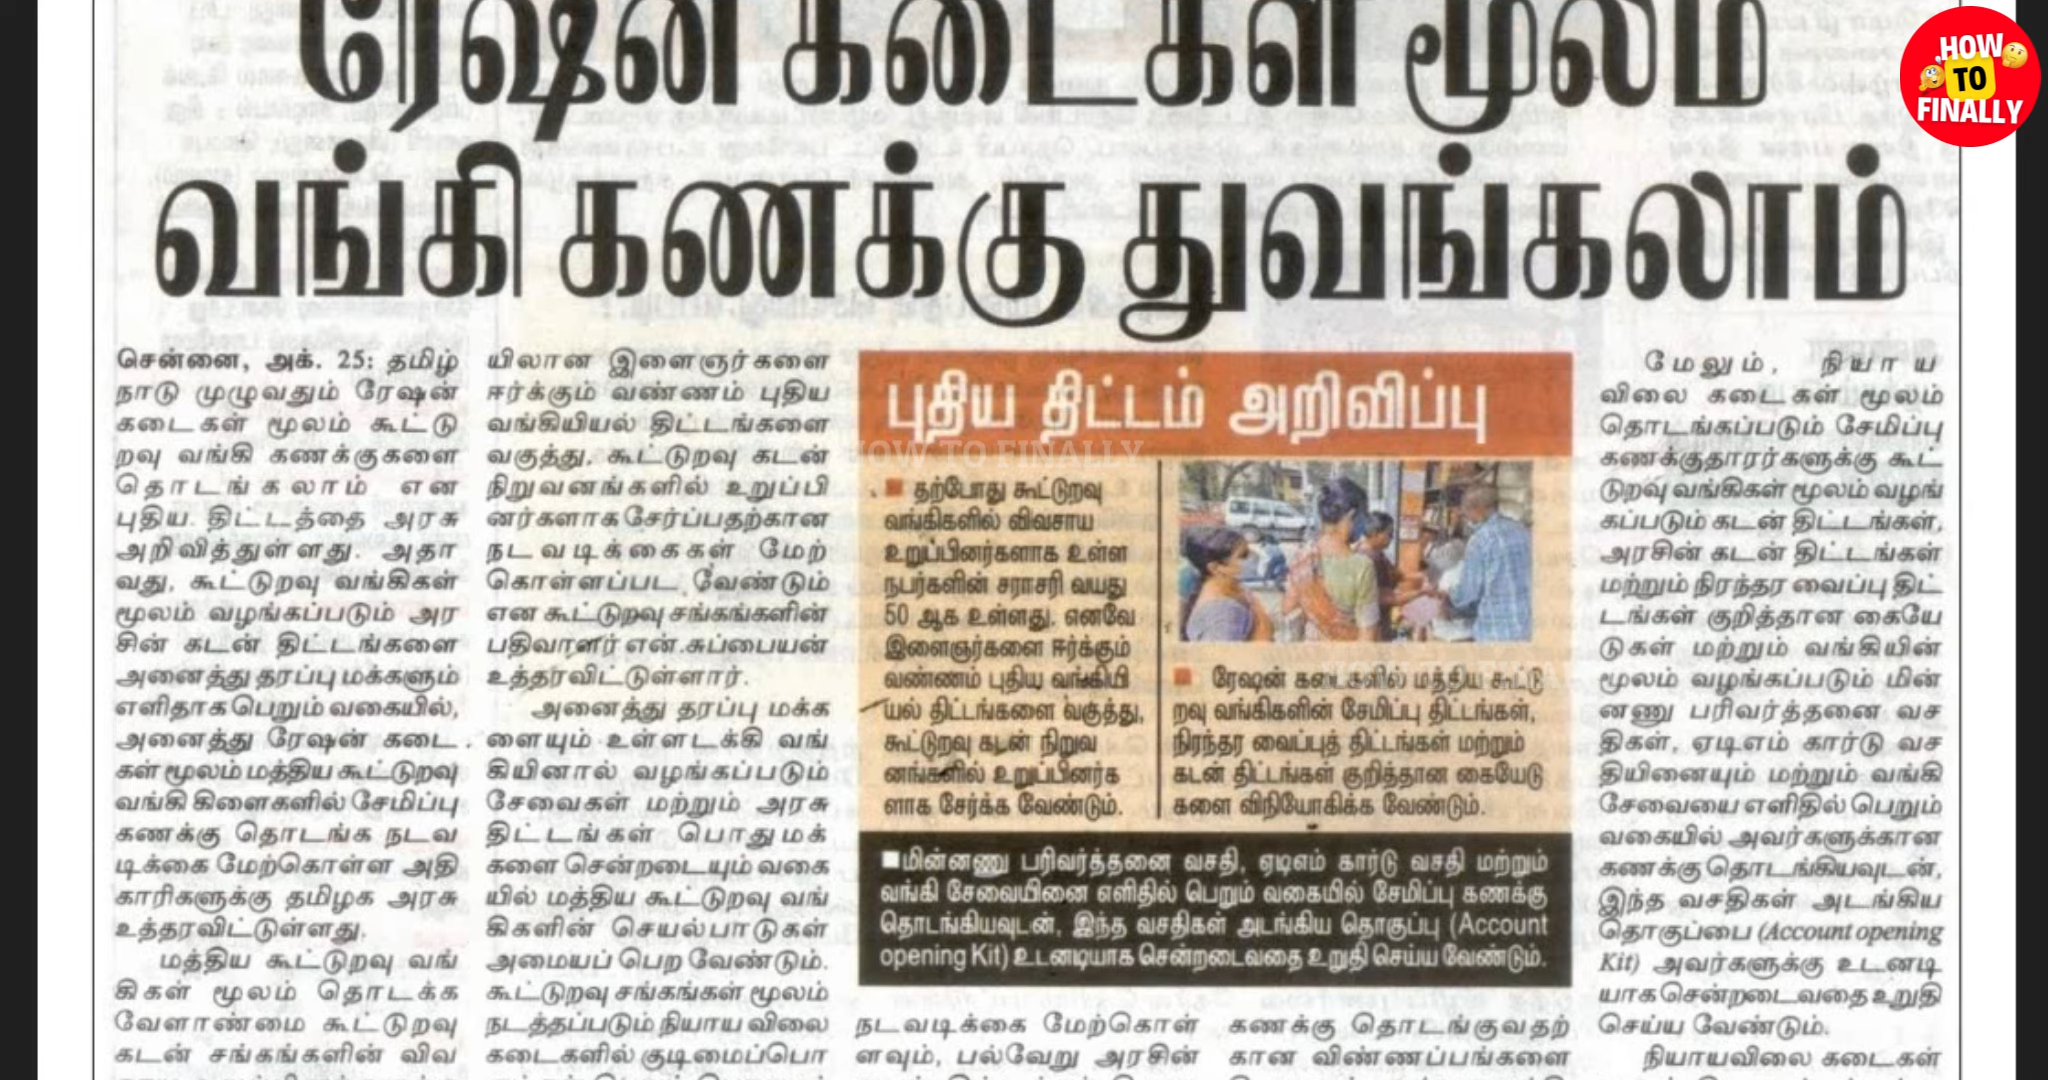 ரேஷன் கடைகள் மூலம்
வங்கி கணக்கு துவங்கலாம்
HOW
TO
FINALLY
சென்னை, அக். 25: தமிழ்
நாடு முழுவதும் ரேஷன்
கடைகள் மூலம் கூட்டு
றவு வங்கி கணக்குகளை
தொடங்கலாம் என
புதிய திட்டத்தை அரசு
அறிவித்துள்ளது. அதா
வது, கூட்டுறவு வங்கிகள்
மூலம் வழங்கப்படும் அர
சின் கடன் திட்டங்களை
அனைத்து தரப்பு மக்களும்
எளிதாக பெறும் வகையில்,
அனைத்து ரேஷன் கடை
கள் மூலம் மத்திய கூட்டுறவு
வங்கி கிளைகளில் சேமிப்பு
கணக்கு தொடங்க நடவ
டிக்கை மேற்கொள்ள அதி
காரிகளுக்கு தமிழக அரசு
உத்தரவிட்டுள்ளது.
மத்திய கூட்டுறவு வங்
கிகள் மூலம் தொடக்க
வேளாண்மை கூட்டுறவு
கடன் சங்கங்களின் விவ
யிலான இளைஞர்களை
ஈர்க்கும் வண்ணம் புதிய
வங்கியியல் திட்டங்களை
வகுத்து, கூட்டுறவு கடன்
நிறுவனங்களில் உறுப்பி
னர்களாக சேர்ப்பதற்கான
நடவடிக்கைகள் மேற்
கொள்ளப்பட வேண்டும்
என கூட்டுறவு சங்கங்களின்
பதிவாளர் என்.சுப்பையன்
உத்தரவிட்டுள்ளார்.
அனைத்து தரப்பு மக்க
ளையும் உள்ளடக்கி வங்
கியினால் வழங்கப்படும்
சேவைகள் மற்றும் அரசு
திட்டங்கள் பொதுமக்
களை சென்றடையும் வகை
யில் மத்திய கூட்டுறவு வங்
கிகளின் செயல்பாடுகள்
அமையப் பெற வேண்டும்.
கூட்டுறவு சங்கங்கள் மூலம்
நடத்தப்படும் நியாய விலை
கடைகளில் குடிமைப்பொ
புதிய திட்டம் அறிவிப்பு
HOW TO FINALLY
■ தற்போது கூட்டுறவு
வங்கிகளில் விவசாய
உறுப்பினர்களாக உள்ள
நபர்களின் சராசரி வயது
50 ஆக உள்ளது. எனவே
இளைஞர்களை ஈர்க்கும்
வண்ணம் புதிய வங்கியி
யல் திட்டங்களை வகுத்து,
கூட்டுறவு கடன் நிறுவ
னங்களில் உறுப்பினர்க
ளாக சேர்க்க வேண்டும்.
■ ரேஷன் கடைகளில் மத்திய கூட்டு
றவு வங்கிகளின் சேமிப்பு திட்டங்கள்,
நிரந்தர வைப்புத் திட்டங்கள் மற்றும்
கடன் திட்டங்கள் குறித்தான கையேடு
களை விநியோகிக்க வேண்டும்.
■மின்னணு பரிவர்த்தனை வசதி, ஏடிஎம் கார்டு வசதி மற்றும்
வங்கி சேவையினை எளிதில் பெறும் வகையில் சேமிப்பு கணக்கு
தொடங்கியவுடன், இந்த வசதிகள் அடங்கிய தொகுப்பு (Account
opening Kit) உடனடியாக சென்றடைவதை உறுதி செய்ய வேண்டும்.
நடவடிக்கை மேற்கொள்
ளவும், பல்வேறு அரசின்
கணக்கு தொடங்குவதற்
கான விண்ணப்பங்களை
மேலும், நியாய
விலை கடைகள் மூலம்
தொடங்கப்படும் சேமிப்பு
கணக்குதாரர்களுக்கு கூட்
டுறவு வங்கிகள் மூலம் வழங்
கப்படும் கடன் திட்டங்கள்,
அரசின் கடன் திட்டங்கள்
மற்றும் நிரந்தர வைப்பு திட்
டங்கள் குறித்தான கையே
டுகள் மற்றும் வங்கியின்
மூலம் வழங்கப்படும் மின்
னணு பரிவர்த்தனை வச
திகள், ஏடிஎம் கார்டு வச
தியினையும் மற்றும் வங்கி
சேவையை எளிதில் பெறும்
வகையில் அவர்களுக்கான
கணக்கு தொடங்கியவுடன்,
இந்த வசதிகள் அடங்கிய
தொகுப்பை (Account opening
Kit) அவர்களுக்கு உடனடி
யாக சென்றடைவதை உறுதி
செய்ய வேண்டும்.
நியாயவிலை கடைகள்